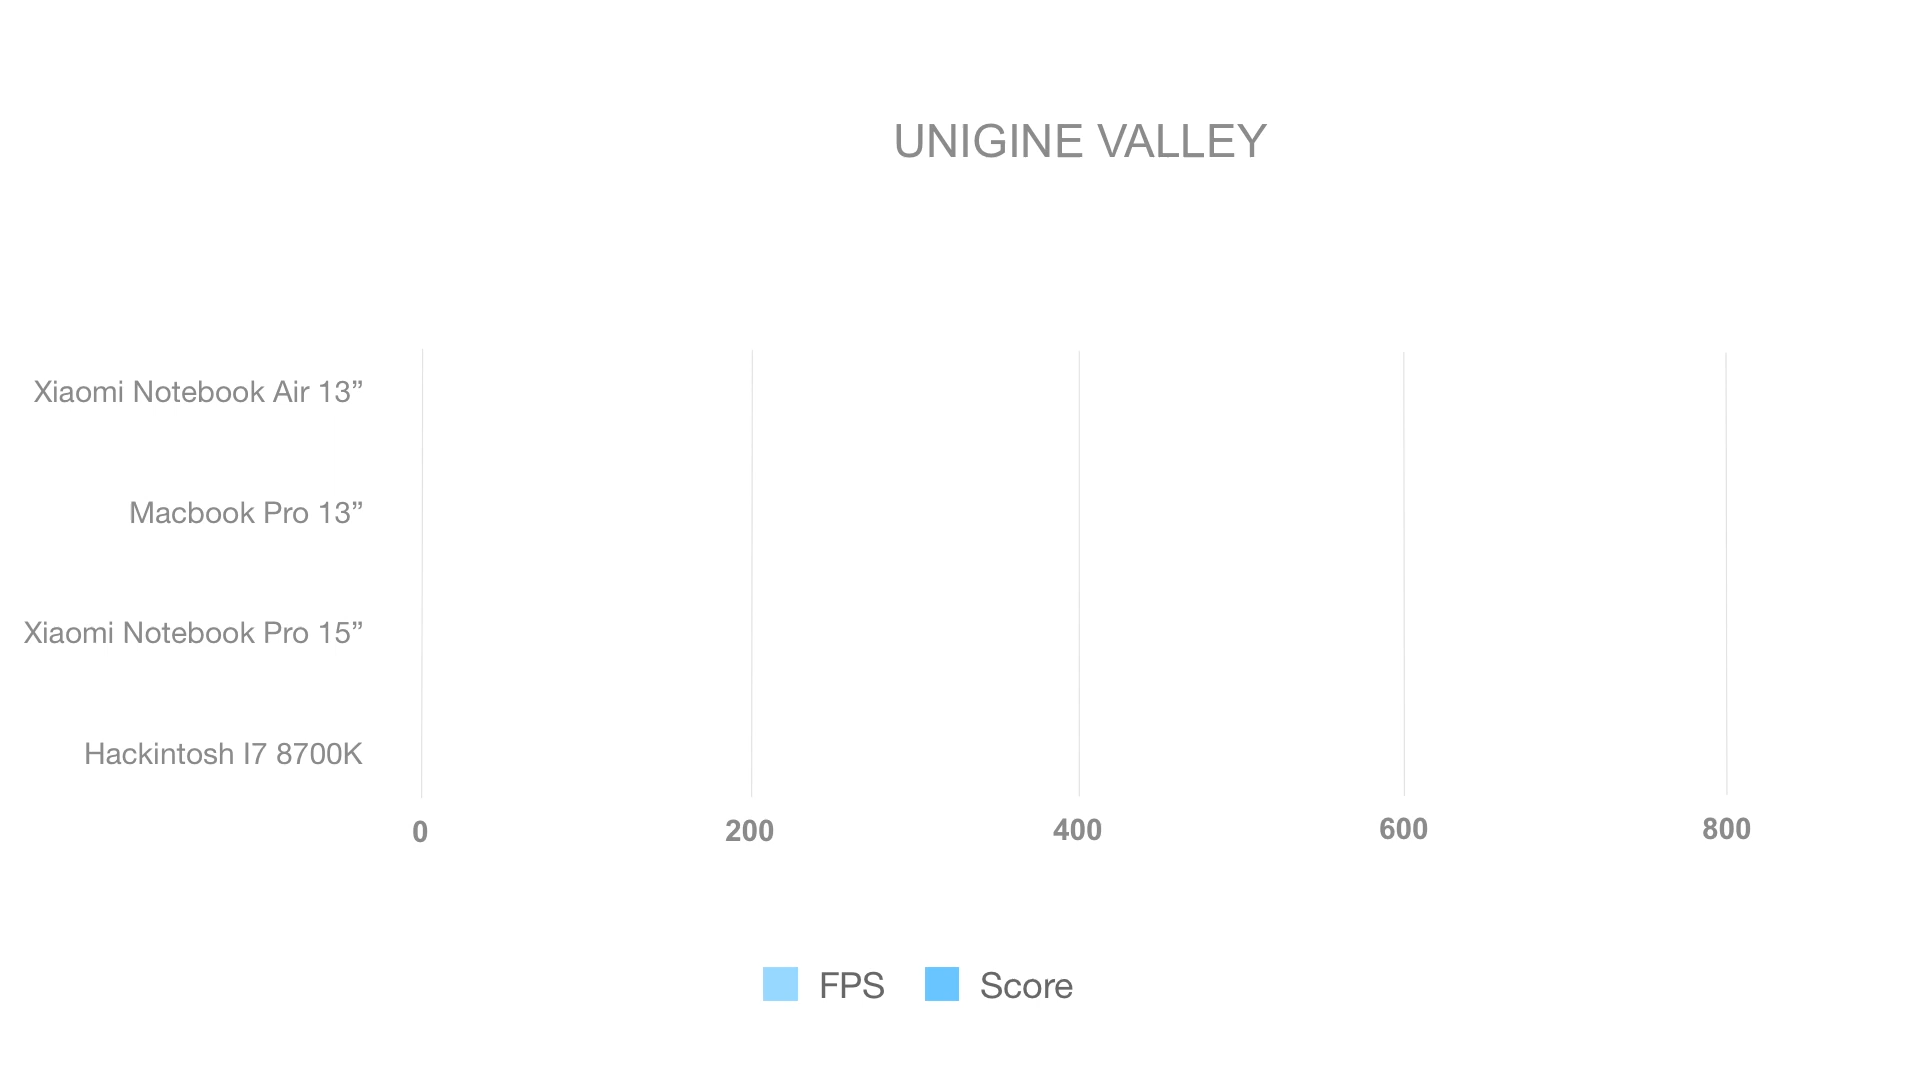 UNIGINE VALLEY
Xiaomi Notebook Air 13”
Macbook Pro 13”
Xiaomi Notebook Pro 15”
Hackintosh I7 8700K
0 200 400 600 800
FPS Score